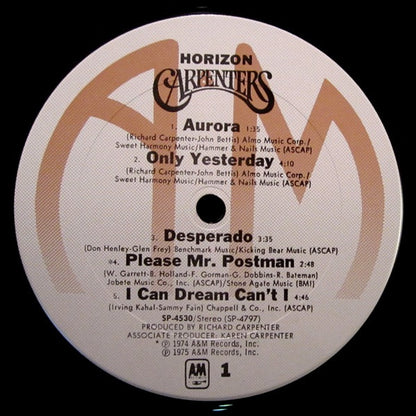 HORIZON
CARPENTERS
1. Aurora 1:35
(Richard Carpenter-John Bettis) Almo Music Corp./
Sweet Harmony Music/Hammer & Nails Music (ASCAP)
2. Only Yesterday 4:10
(Richard Carpenter-John Bettis) Almo Music Corp./
Sweet Harmony Music/Hammer & Nails Music (ASCAP)
3. Desperado 3:35
(Don Henley-Glen Frey) Benchmark Music/Kicking Bear Music (ASCAP)
*4. Please Mr. Postman 2:48
(W. Garrett-B. Holland-F. Gorman-G. Dobbins-R. Bateman)
Jobete Music Co., Inc. (ASCAP)/Stone Agate Music (BMI)
5. I Can Dream Can't I 4:46
(Irving Kahal-Sammy Fain) Chappell & Co., Inc. (ASCAP)
SP-4530/Stereo (SP-4797)
PRODUCED BY RICHARD CARPENTER
ASSOCIATE PRODUCER: KAREN CARPENTER
* ℗ 1974 A&M Records, Inc.
℗ 1975 A&M Records, Inc.
A&M
RECORDS
1